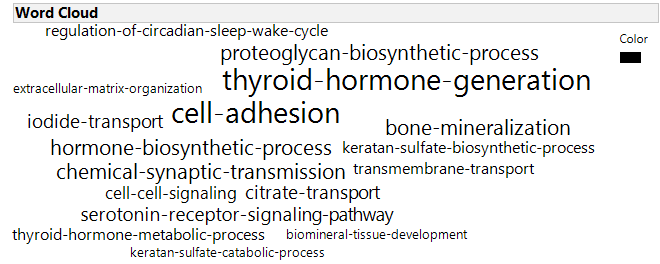 Word Cloud
regulation-of-circadian-sleep-wake-cycle
Color
proteoglycan-biosynthetic-process
extracellular-matrix-organization
thyroid-hormone-generation
iodide-transport
cell-adhesion
bone-mineralization
hormone-biosynthetic-process
keratan-sulfate-biosynthetic-process
chemical-synaptic-transmission
transmembrane-transport
cell-cell-signaling
citrate-transport
serotonin-receptor-signaling-pathway
thyroid-hormone-metabolic-process
biomineral-tissue-development
keratan-sulfate-catabolic-process